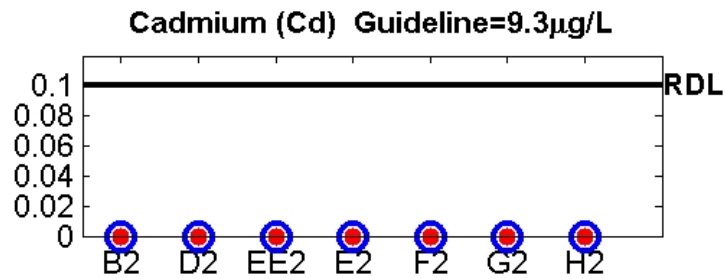 Cadmium (Cd)  Guideline=9.3μg/L
0.1
RDL
0.08
0.06
0.04
0.02
0
B2 D2 EE2 E2 F2 G2 H2